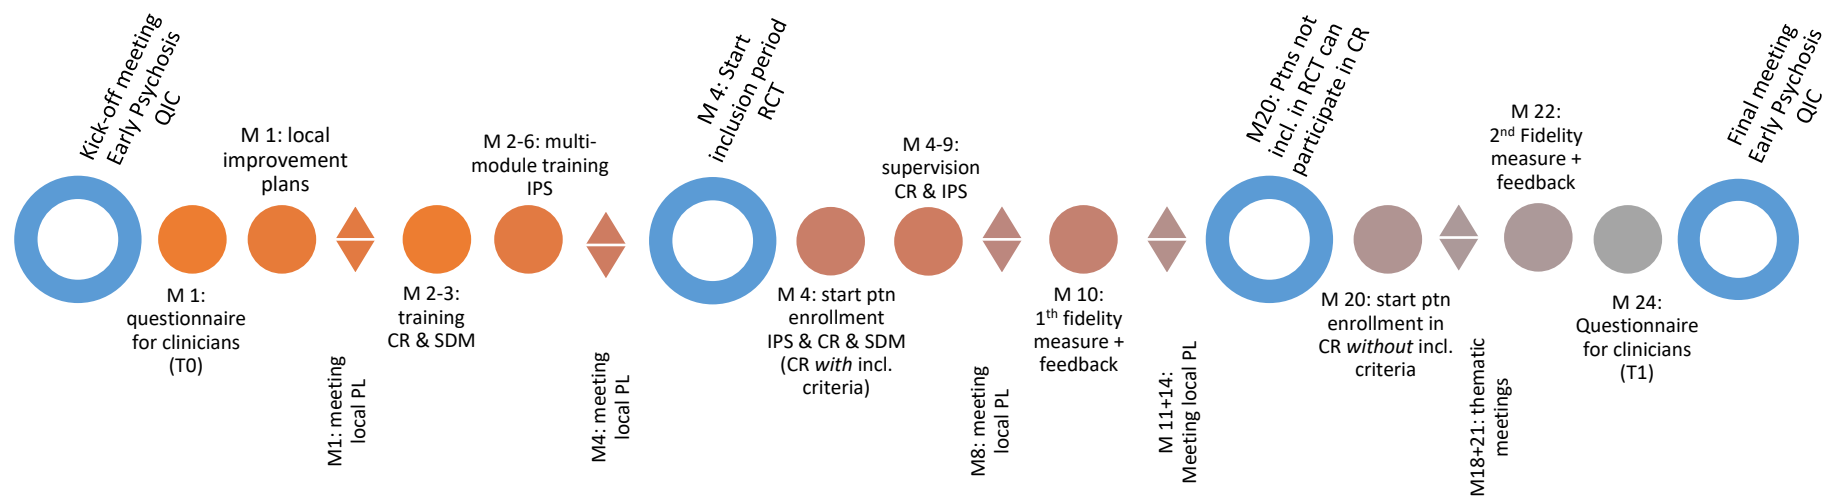 Kick-off meeting
Early Psychosis
QIC
M 1:
questionnaire
for clinicians
(T0)
M 1: local
improvement
plans
M1: meeting
local PL
M 2-3:
training
CR & SDM
M 2-6: multi-
module training
IPS
M4: meeting
local PL
M 4: Start
inclusion period
RCT
M 4: start ptn
enrollment
IPS & CR & SDM
(CR with incl.
criteria)
M 4-9:
supervision
CR & IPS
M8: meeting
local PL
M 10:
1th fidelity
measure +
feedback
M 11+14:
Meeting local PL
M20: Ptns not
incl. in RCT can
participate in CR
M 20: start ptn
enrollment in
CR without incl.
criteria
M18+21: thematic
meetings
M 22:
2nd Fidelity
measure +
feedback
M 24:
Questionnaire
for clinicians
(T1)
Final meeting
Early Psychosis
QIC